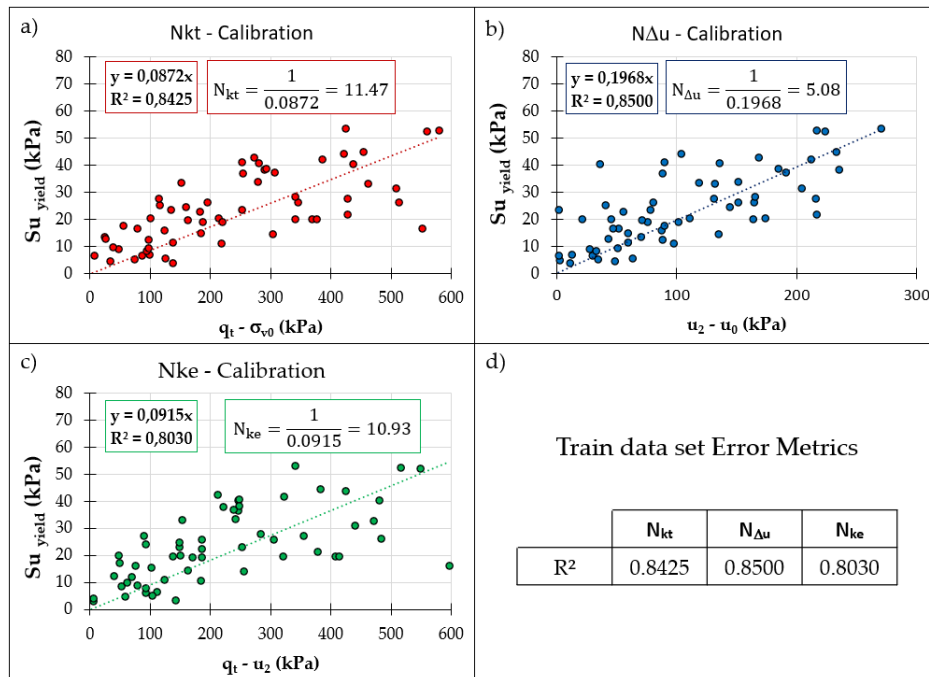 a)
Nkt - Calibration
y = 0,0872x
R² = 0,8425
N_kt = 1 / 0.0872 = 11.47
80
70
60
50
40
30
20
10
0
Su yield (kPa)
0 100 200 300 400 500 600
q_t - σ_v0 (kPa)
b)
NΔu - Calibration
y = 0,1968x
R² = 0,8500
N_Δu = 1 / 0.1968 = 5.08
80
70
60
50
40
30
20
10
0
Su yield (kPa)
0 100 200 300
u_2 - u_0 (kPa)
c)
Nke - Calibration
y = 0,0915x
R² = 0,8030
N_ke = 1 / 0.0915 = 10.93
80
70
60
50
40
30
20
10
0
Su yield (kPa)
0 100 200 300 400 500 600
q_t - u_2 (kPa)
d)
Train data set Error Metrics
N_kt N_Δu N_ke
R² 0.8425 0.8500 0.8030